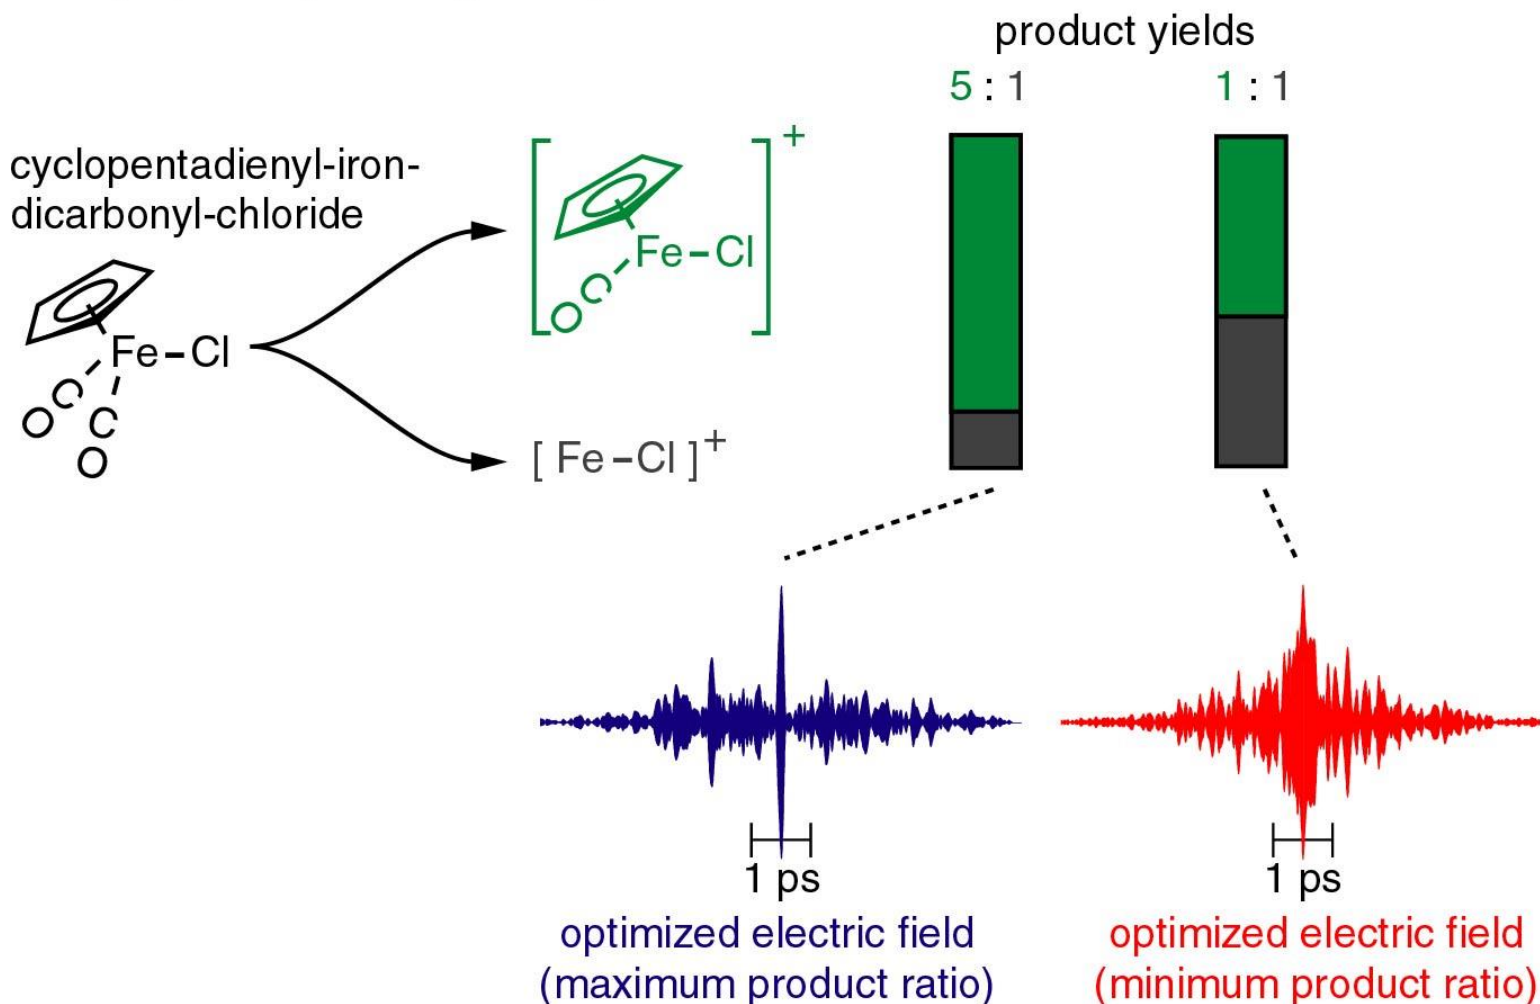 product yields
5 : 1
1 : 1
cyclopentadienyl-iron-
dicarbonyl-chloride
Fe–Cl
C
O
C
O
[
Fe–Cl
C
O
]+
[ Fe–Cl ]+
1 ps
optimized electric field
(maximum product ratio)
1 ps
optimized electric field
(minimum product ratio)